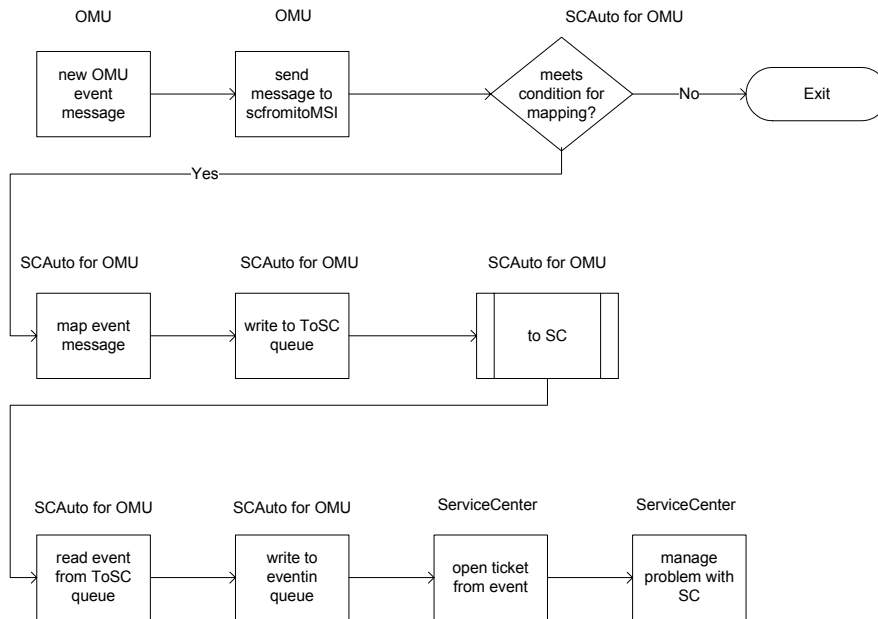 OMU
OMU
SCAuto for OMU
new OMU
event
message
send
message to
scfromitoMSI
meets
condition for
mapping?
No
Exit
Yes
SCAuto for OMU
SCAuto for OMU
SCAuto for OMU
map event
message
write to ToSC
queue
to SC
SCAuto for OMU
SCAuto for OMU
ServiceCenter
ServiceCenter
read event
from ToSC
queue
write to
eventin
queue
open ticket
from event
manage
problem with
SC